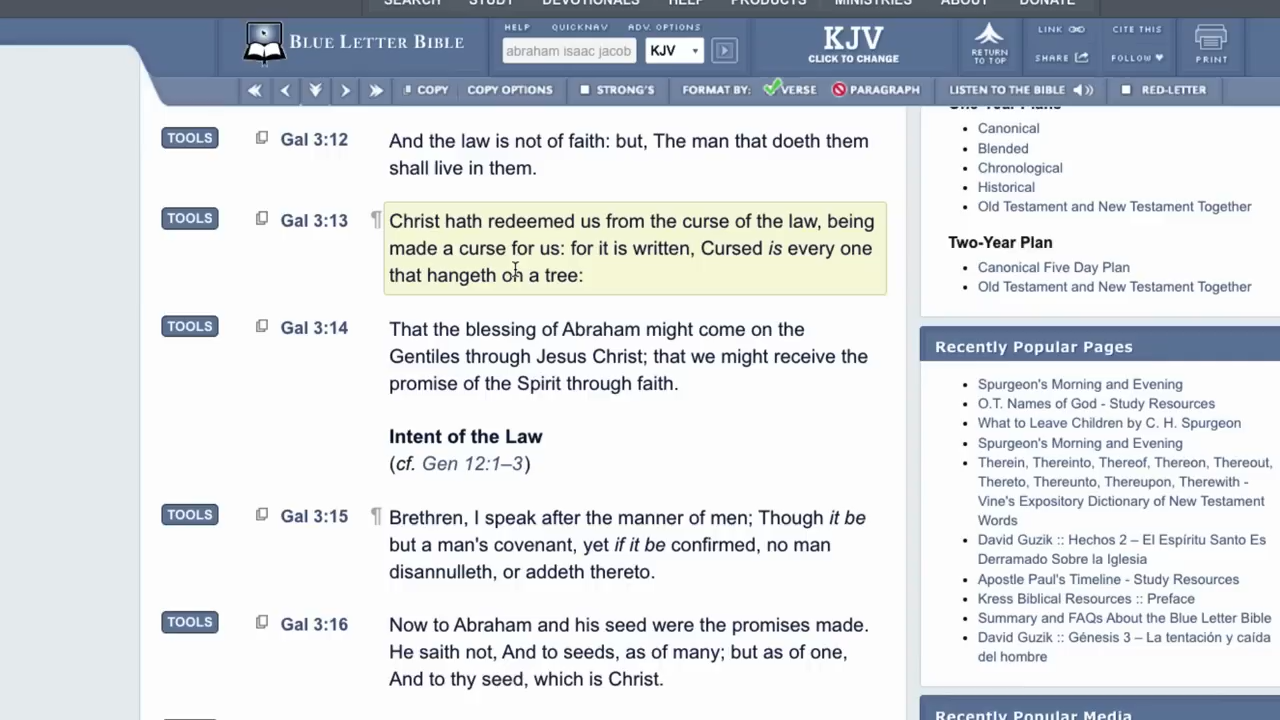 SEARCH STUDY DEVOTIONALS HELP PRODUCTS MINISTRIES ABOUT DONATE
BLUE LETTER BIBLE
HELP QUICKNAV ADV. OPTIONS
abraham isaac jacob KJV
KJV
CLICK TO CHANGE
RETURN
TO TOP
LINK CITE THIS
SHARE FOLLOW
PRINT
COPY COPY OPTIONS STRONG'S FORMAT BY: VERSE PARAGRAPH LISTEN TO THE BIBLE RED-LETTER
TOOLS Gal 3:12 And the law is not of faith: but, The man that doeth them
shall live in them.
TOOLS Gal 3:13 ¶ Christ hath redeemed us from the curse of the law, being
made a curse for us: for it is written, Cursed is every one
that hangeth on a tree:
TOOLS Gal 3:14 That the blessing of Abraham might come on the
Gentiles through Jesus Christ; that we might receive the
promise of the Spirit through faith.
Intent of the Law
(cf. Gen 12:1–3)
TOOLS Gal 3:15 ¶ Brethren, I speak after the manner of men; Though it be
but a man's covenant, yet if it be confirmed, no man
disannulleth, or addeth thereto.
TOOLS Gal 3:16 Now to Abraham and his seed were the promises made.
He saith not, And to seeds, as of many; but as of one,
And to thy seed, which is Christ.
One-Year Plans
Canonical
Blended
Chronological
Historical
Old Testament and New Testament Together
Two-Year Plan
Canonical Five Day Plan
Old Testament and New Testament Together
Recently Popular Pages
Spurgeon's Morning and Evening
O.T. Names of God - Study Resources
What to Leave Children by C. H. Spurgeon
Spurgeon's Morning and Evening
Therein, Thereinto, Thereof, Thereon, Thereout,
Thereto, Thereunto, Thereupon, Therewith -
Vine's Expository Dictionary of New Testament
Words
David Guzik :: Hechos 2 – El Espíritu Santo Es
Derramado Sobre la Iglesia
Apostle Paul's Timeline - Study Resources
Kress Biblical Resources :: Preface
Summary and FAQs About the Blue Letter Bible
David Guzik :: Génesis 3 – La tentación y caída
del hombre
Recently Popular Media